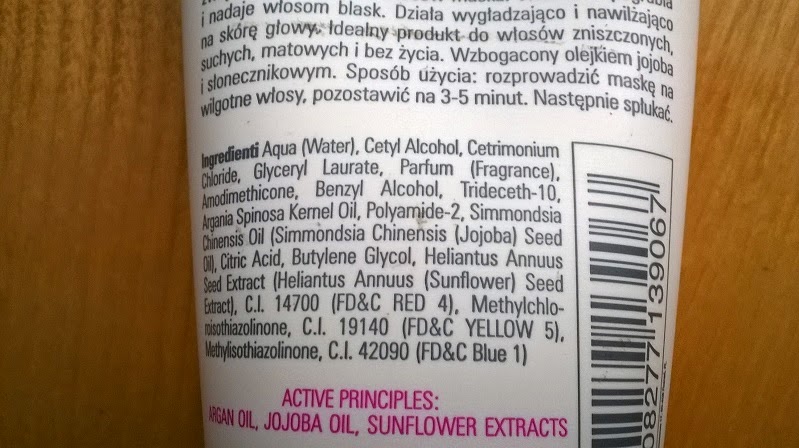 i nadaje włosom blask. Działa wygładzająco i nawilżająco
na skórę głowy. Idealny produkt do włosów zniszczonych,
suchych, matowych i bez życia. Wzbogacony olejkiem jojoba
i słonecznikowym. Sposób użycia: rozprowadzić maskę na
wilgotne włosy, pozostawić na 3-5 minut. Następnie spłukać.
Ingredienti Aqua (Water), Cetyl Alcohol, Cetrimonium
Chloride, Glyceryl Laurate, Parfum (Fragrance),
Amodimethicone, Benzyl Alcohol, Trideceth-10,
Argania Spinosa Kernel Oil, Polyamide-2, Simmondsia
Chinensis Oil (Simmondsia Chinensis (Jojoba) Seed
Oil), Citric Acid, Butylene Glycol, Heliantus Annuus
Seed Extract (Heliantus Annuus (Sunflower) Seed
Extract), C.I. 14700 (FD&C RED 4), Methylchlo-
roisothiazolinone, C.I. 19140 (FD&C YELLOW 5),
Methylisothiazolinone, C.I. 42090 (FD&C Blue 1)
ACTIVE PRINCIPLES:
ARGAN OIL, JOJOBA OIL, SUNFLOWER EXTRACTS
08277 139067